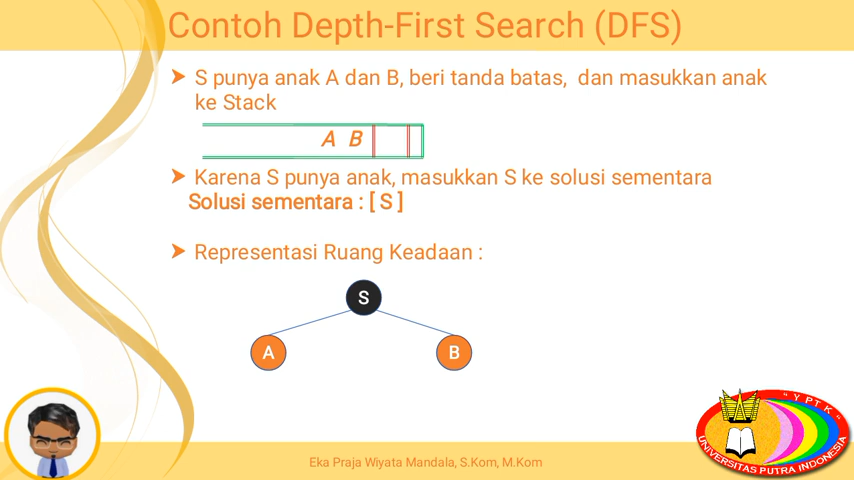 Contoh Depth-First Search (DFS)
➤ S punya anak A dan B, beri tanda batas, dan masukkan anak
ke Stack
A B
➤ Karena S punya anak, masukkan S ke solusi sementara
Solusi sementara : [ S ]
➤ Representasi Ruang Keadaan :
S
A B
"YPTK"
UNIVERSITAS PUTRA INDONESIA
Eka Praja Wiyata Mandala, S.Kom, M.Kom